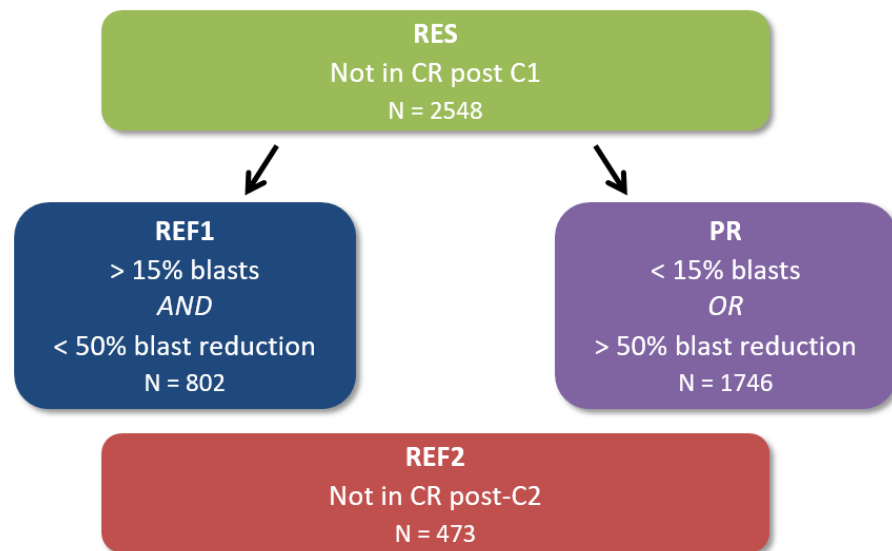 RES
Not in CR post C1
N = 2548
REF1
> 15% blasts
AND
< 50% blast reduction
N = 802
PR
< 15% blasts
OR
> 50% blast reduction
N = 1746
REF2
Not in CR post-C2
N = 473